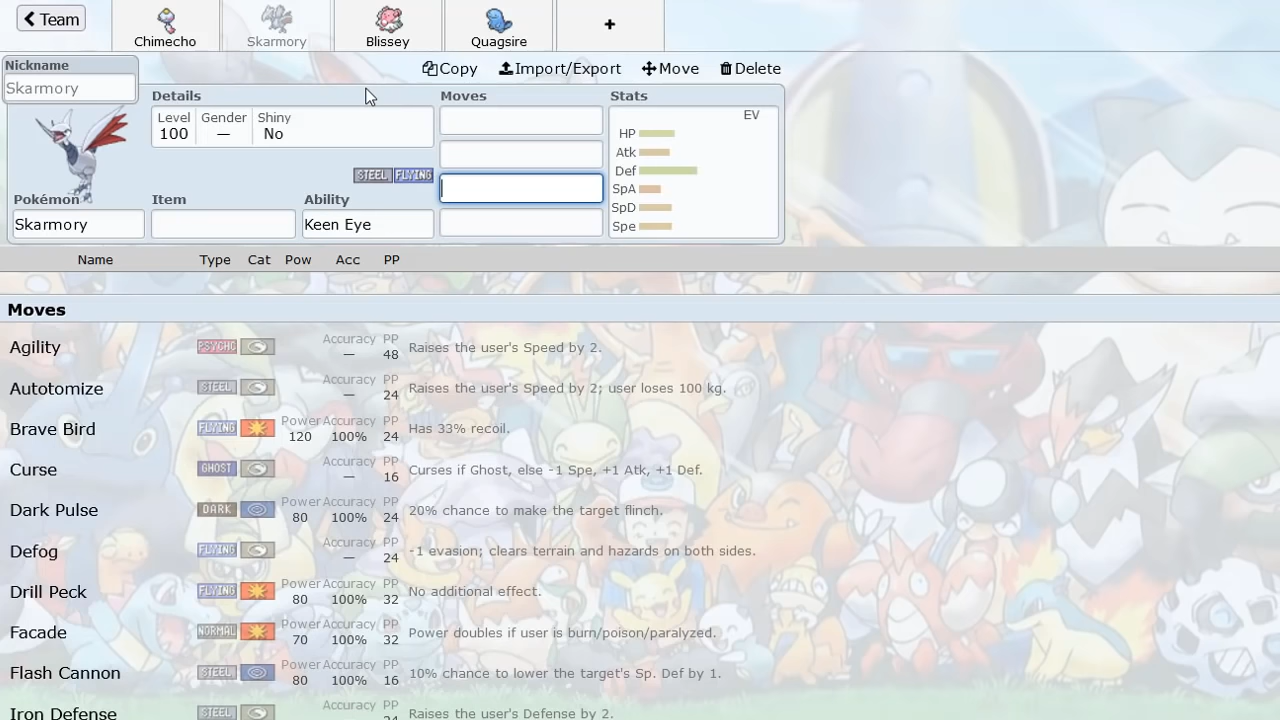 Team
Chimecho
Skarmory
Blissey
Quagsire
+
Copy
Import/Export
Move
Delete
Nickname
Skarmory
Details
Moves
Stats
Level
100
Gender
—
Shiny
No
EV
HP
Atk
Def
SpA
SpD
Spe
STEEL FLYING
Pokémon
Skarmory
Item
Ability
Keen Eye
Name Type Cat Pow Acc PP
Moves
Agility PSYCHC Accuracy — PP 48 Raises the user's Speed by 2.
Autotomize STEEL Accuracy — PP 24 Raises the user's Speed by 2; user loses 100 kg.
Brave Bird FLYING Power 120 Accuracy 100% PP 24 Has 33% recoil.
Curse GHOST Accuracy — PP 16 Curses if Ghost, else -1 Spe, +1 Atk, +1 Def.
Dark Pulse DARK Power 80 Accuracy 100% PP 24 20% chance to make the target flinch.
Defog FLYING Accuracy — PP 24 -1 evasion; clears terrain and hazards on both sides.
Drill Peck FLYING Power 80 Accuracy 100% PP 32 No additional effect.
Facade NORMAL Power 70 Accuracy 100% PP 32 Power doubles if user is burn/poison/paralyzed.
Flash Cannon STEEL Power 80 Accuracy 100% PP 16 10% chance to lower the target's Sp. Def by 1.
Iron Defense STEEL Accuracy PP 24 Raises the user's Defense by 2.